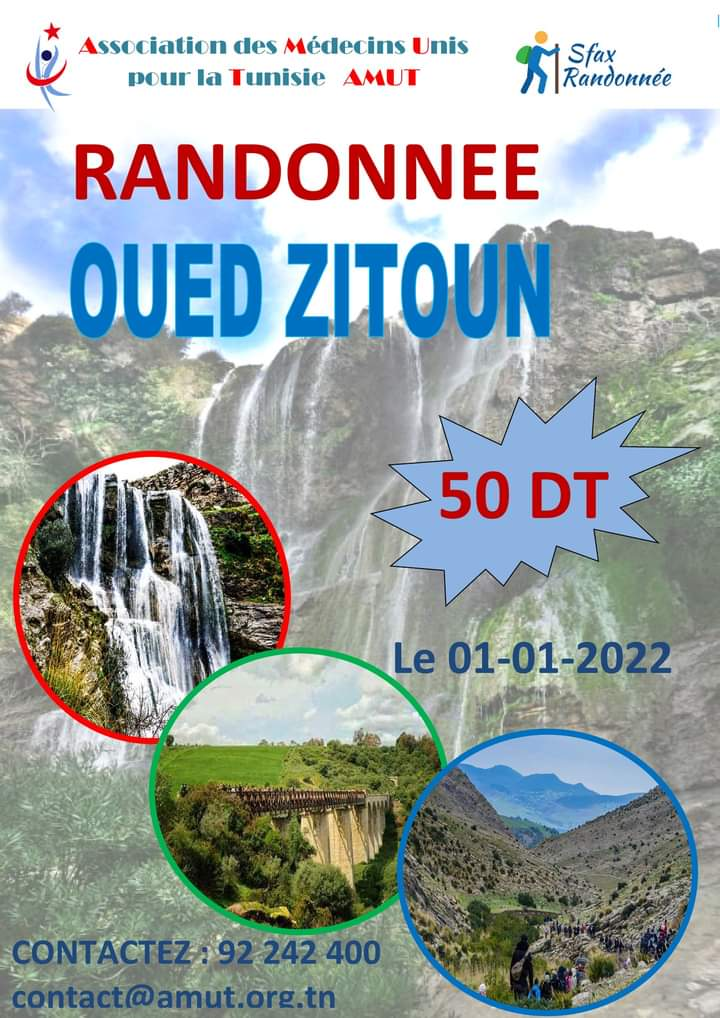 Association des Médecins Unis
pour la Tunisie AMUT
Sfax
Randonnée
RANDONNEE
OUED ZITOUN
50 DT
Le 01-01-2022
CONTACTEZ : 92 242 400
contact@amut.org.tn